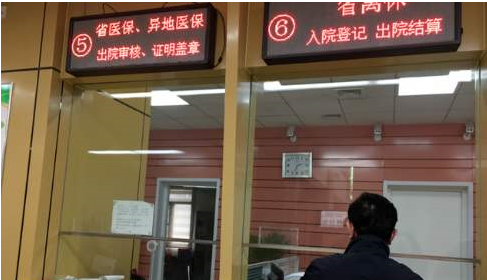 ⑤ 省医保、异地医保
出院审核、证明盖章
⑥ 省离休
入院登记 出院结算